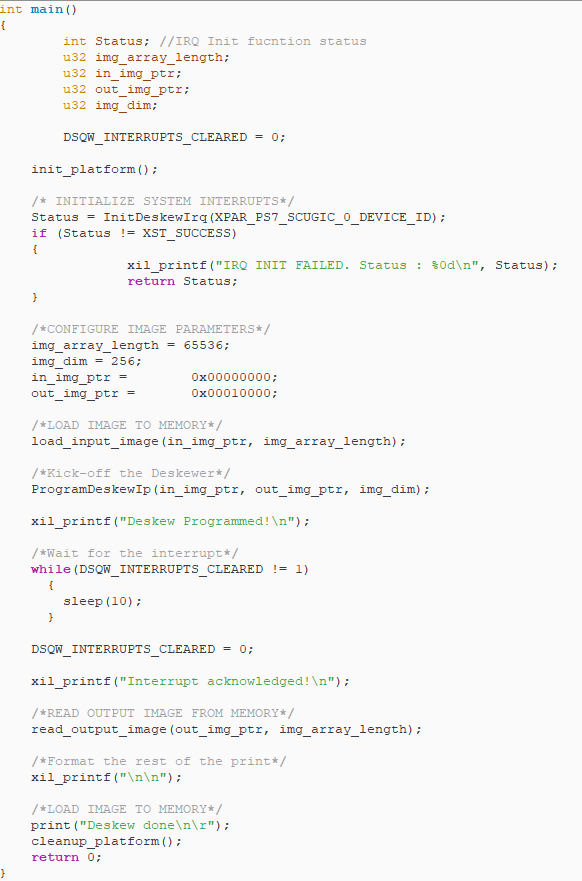 int main()
{
        int Status; //IRQ Init fucntion status
        u32 img_array_length;
        u32 in_img_ptr;
        u32 out_img_ptr;
        u32 img_dim;

        DSQW_INTERRUPTS_CLEARED = 0;

    init_platform();

    /* INITIALIZE SYSTEM INTERRUPTS*/
    Status = InitDeskewIrq(XPAR_PS7_SCUGIC_0_DEVICE_ID);
    if (Status != XST_SUCCESS)
    {
                xil_printf("IRQ INIT FAILED. Status : %0d\n", Status);
                return Status;
    }

    /*CONFIGURE IMAGE PARAMETERS*/
    img_array_length = 65536;
    img_dim = 256;
    in_img_ptr =        0x00000000;
    out_img_ptr =       0x00010000;

    /*LOAD IMAGE TO MEMORY*/
    load_input_image(in_img_ptr, img_array_length);

    /*Kick-off the Deskewer*/
    ProgramDeskewIp(in_img_ptr, out_img_ptr, img_dim);

    xil_printf("Deskew Programmed!\n");

    /*Wait for the interrupt*/
    while(DSQW_INTERRUPTS_CLEARED != 1)
      {
        sleep(10);
      }

    DSQW_INTERRUPTS_CLEARED = 0;

    xil_printf("Interrupt acknowledged!\n");

    /*READ OUTPUT IMAGE FROM MEMORY*/
    read_output_image(out_img_ptr, img_array_length);

    /*Format the rest of the print*/
    xil_printf("\n\n");

    /*LOAD IMAGE TO MEMORY*/
    print("Deskew done\n\r");
    cleanup_platform();
    return 0;
}